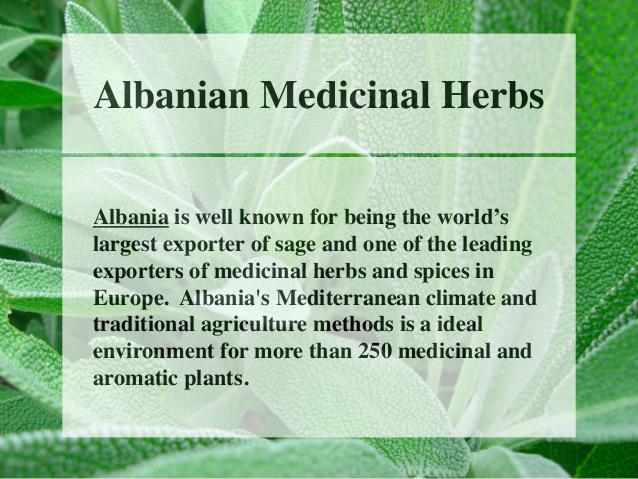 Albanian Medicinal Herbs
Albania is well known for being the world’s
largest exporter of sage and one of the leading
exporters of medicinal herbs and spices in
Europe.  Albania's Mediterranean climate and
traditional agriculture methods is a ideal
environment for more than 250 medicinal and
aromatic plants.